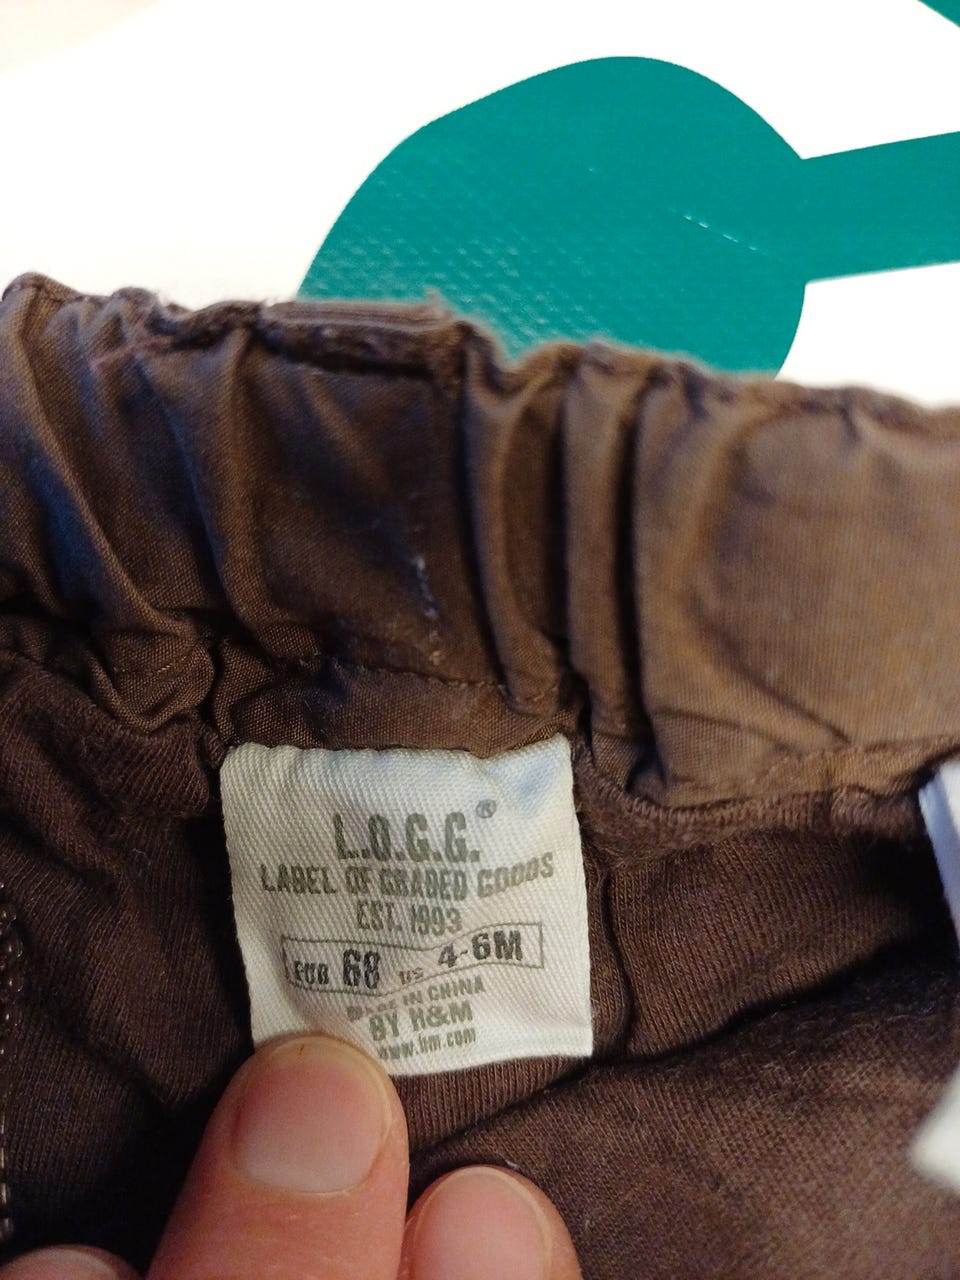 L.O.G.G.®
LABEL OF GRADED GOODS
EST. 1993
EUR 68 US 4-6M
MADE IN CHINA
BY H&M
www.hm.com